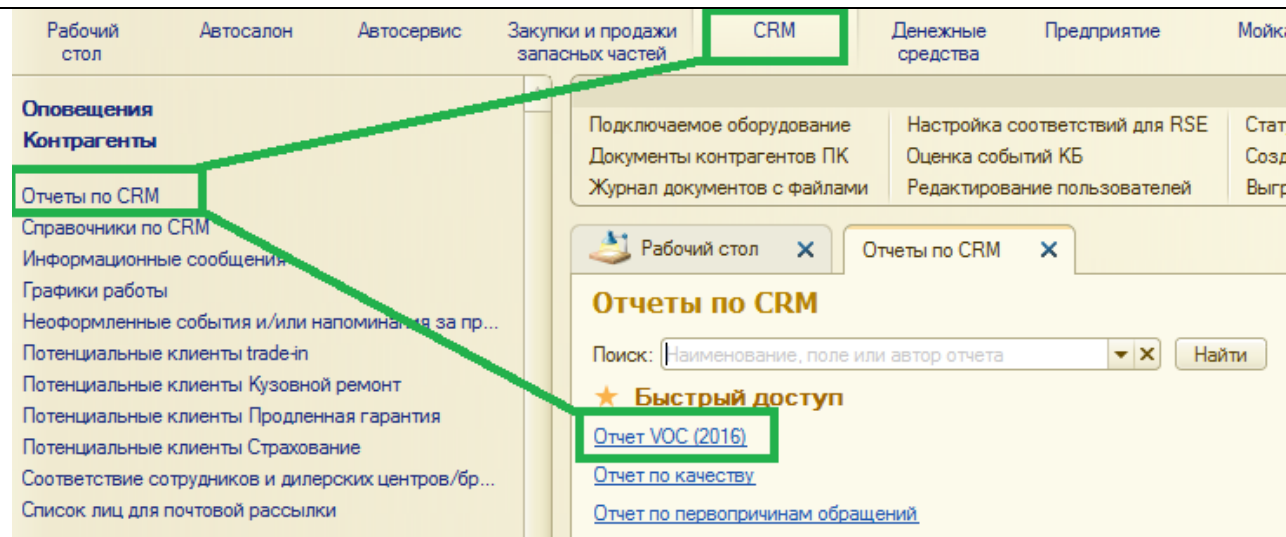 Рабочий стол
Автосалон
Автосервис
Закупки и продажи запасных частей
CRM
Денежные средства
Предприятие
Мойка
Оповещения
Контрагенты
Отчеты по CRM
Справочники по CRM
Информационные сообщения
Графики работы
Неоформленные события и/или напоминания за пр...
Потенциальные клиенты trade-in
Потенциальные клиенты Кузовной ремонт
Потенциальные клиенты Продленная гарантия
Потенциальные клиенты Страхование
Соответствие сотрудников и дилерских центров/бр...
Список лиц для почтовой рассылки
Подключаемое оборудование
Документы контрагентов ПК
Журнал документов с файлами
Настройка соответствий для RSE
Оценка событий КБ
Редактирование пользователей
Стат
Созд
Выгр
Рабочий стол
Отчеты по CRM
Отчеты по CRM
Поиск: Наименование, поле или автор отчета Найти
Быстрый доступ
Отчет VOC (2016)
Отчет по качеству
Отчет по первопричинам обращений